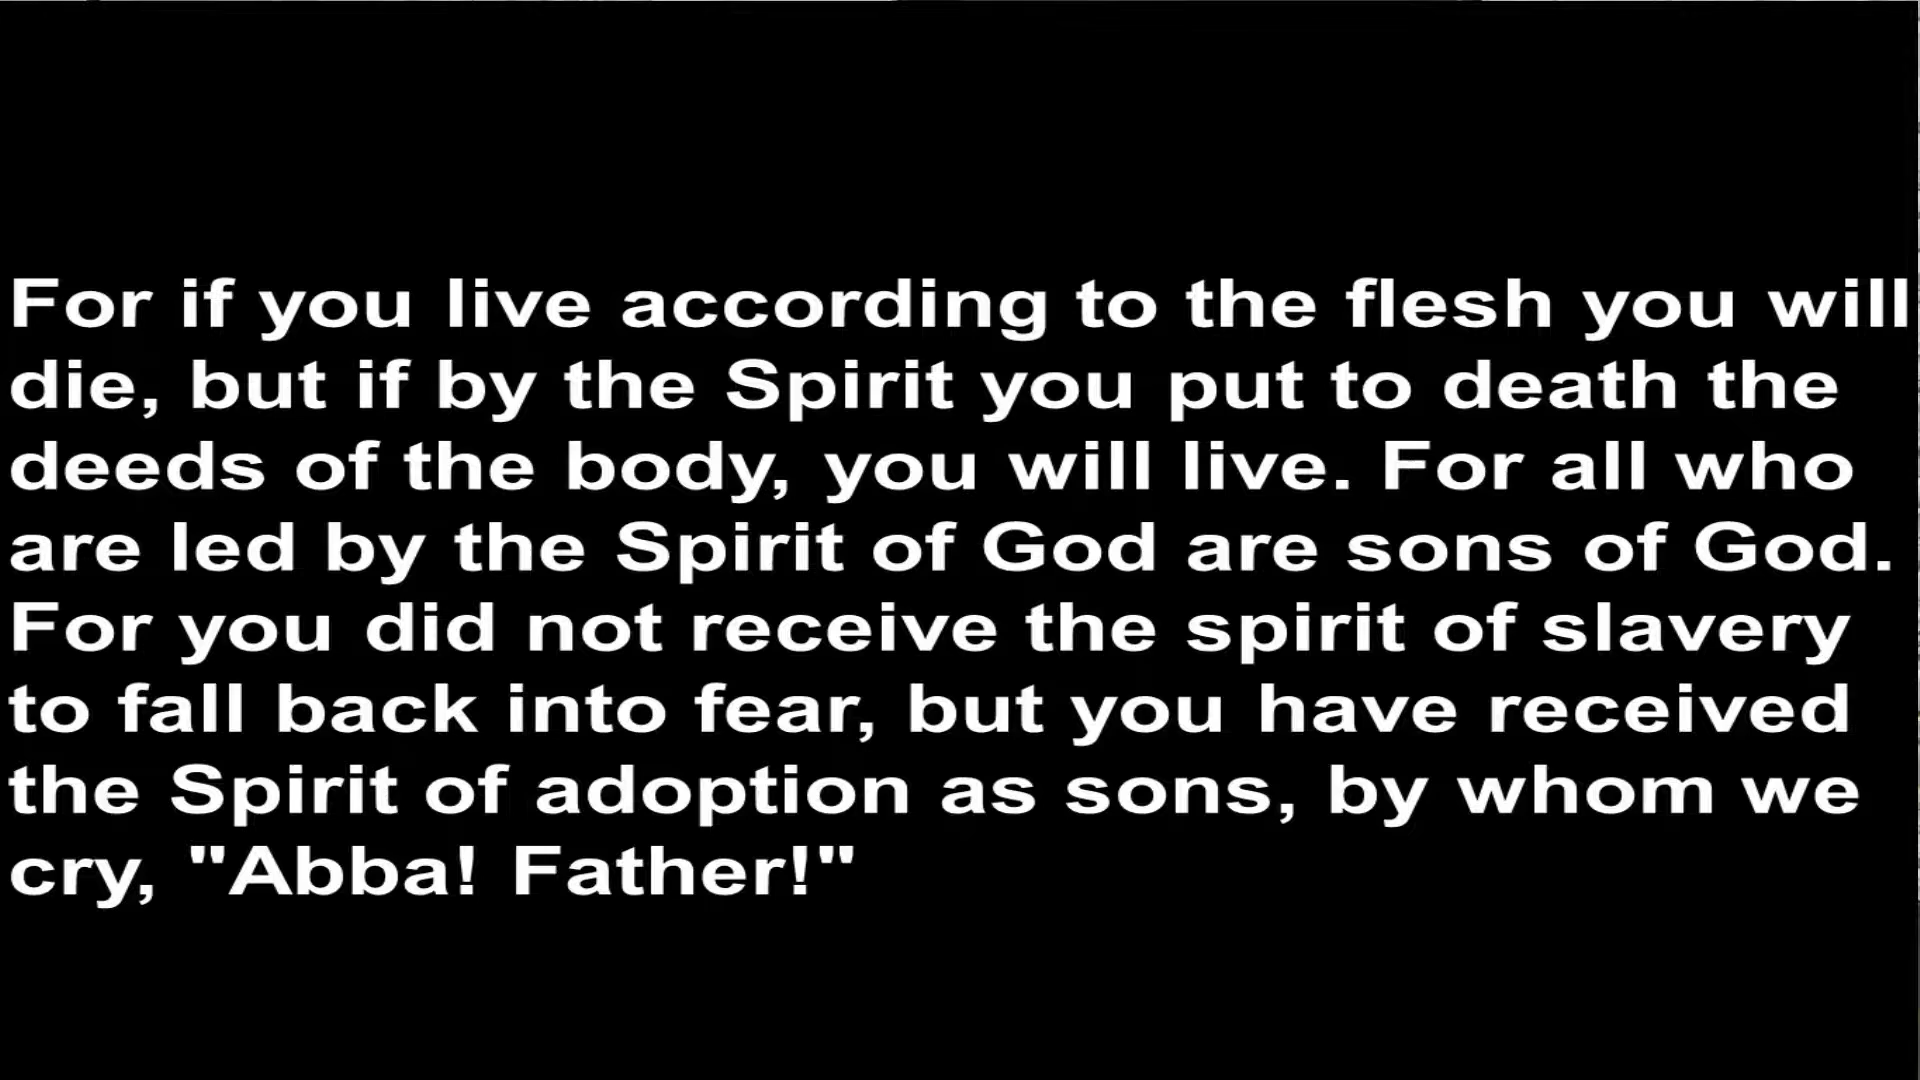 For if you live according to the flesh you will
die, but if by the Spirit you put to death the
deeds of the body, you will live. For all who
are led by the Spirit of God are sons of God.
For you did not receive the spirit of slavery
to fall back into fear, but you have received
the Spirit of adoption as sons, by whom we
cry, "Abba! Father!"